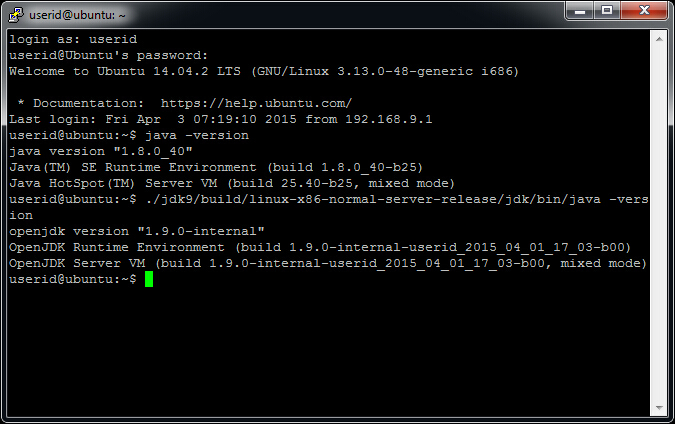 userid@ubuntu: ~
login as: userid
userid@Ubuntu's password:
Welcome to Ubuntu 14.04.2 LTS (GNU/Linux 3.13.0-48-generic i686)
* Documentation:  https://help.ubuntu.com/
Last login: Fri Apr  3 07:19:10 2015 from 192.168.9.1
userid@ubuntu:~$ java -version
java version "1.8.0_40"
Java(TM) SE Runtime Environment (build 1.8.0_40-b25)
Java HotSpot(TM) Server VM (build 25.40-b25, mixed mode)
userid@ubuntu:~$ ./jdk9/build/linux-x86-normal-server-release/jdk/bin/java -vers
ion
openjdk version "1.9.0-internal"
OpenJDK Runtime Environment (build 1.9.0-internal-userid_2015_04_01_17_03-b00)
OpenJDK Server VM (build 1.9.0-internal-userid_2015_04_01_17_03-b00, mixed mode)
userid@ubuntu:~$